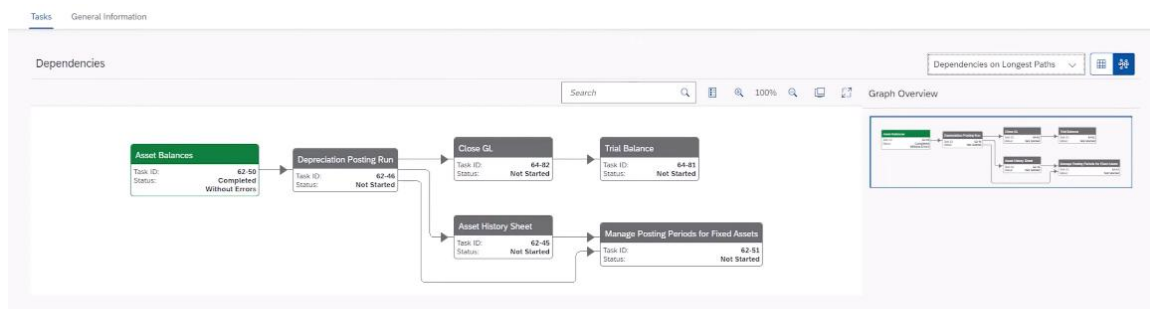 Tasks General Information
Dependencies
Dependencies on Longest Paths
Search
100%
Graph Overview
Asset Balances
Task ID: 62-50
Status: Completed
Without Errors
Depreciation Posting Run
Task ID: 62-46
Status: Not Started
Close GL
Task ID: 64-82
Status: Not Started
Trial Balance
Task ID: 64-81
Status: Not Started
Asset History Sheet
Task ID: 62-45
Status: Not Started
Manage Posting Periods for Fixed Assets
Task ID: 62-51
Status: Not Started